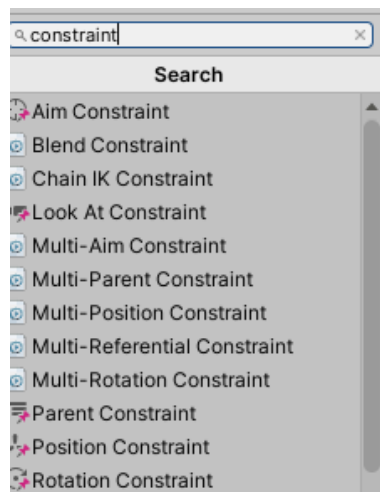 constraint
Search
Aim Constraint
Blend Constraint
Chain IK Constraint
Look At Constraint
Multi-Aim Constraint
Multi-Parent Constraint
Multi-Position Constraint
Multi-Referential Constraint
Multi-Rotation Constraint
Parent Constraint
Position Constraint
Rotation Constraint